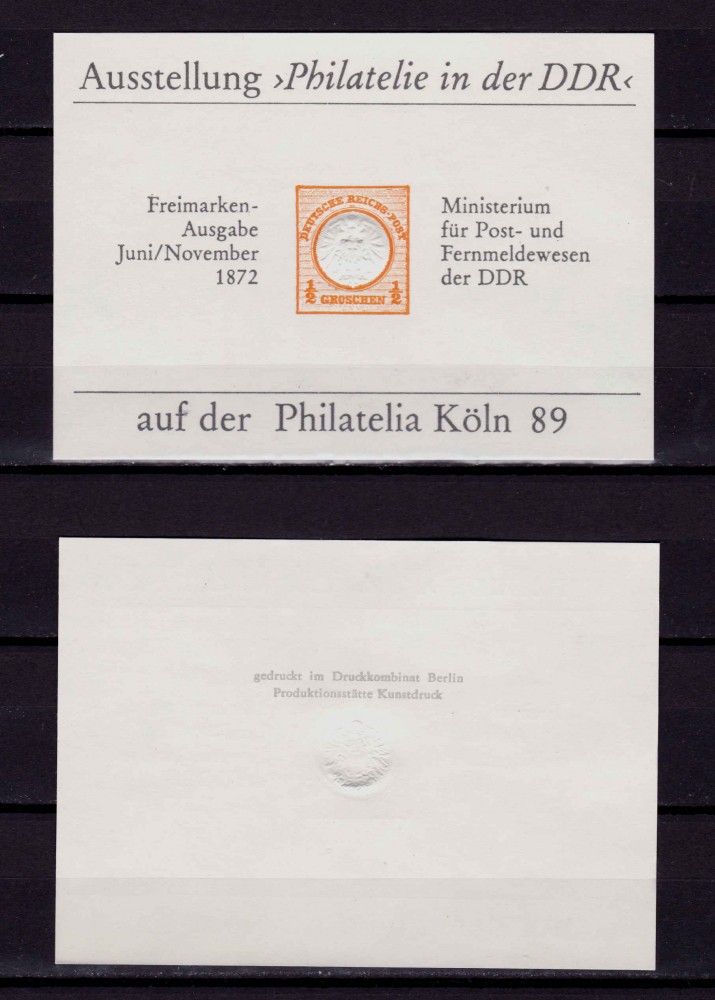 Ausstellung ›Philatelie in der DDR‹
Freimarken-
Ausgabe
Juni/November
1872
DEUTSCHE REICHS-POST
½ GROSCHEN ½
Ministerium
für Post- und
Fernmeldewesen
der DDR
auf der Philatelia Köln 89
gedruckt im Druckkombinat Berlin
Produktionsstätte Kunstdruck